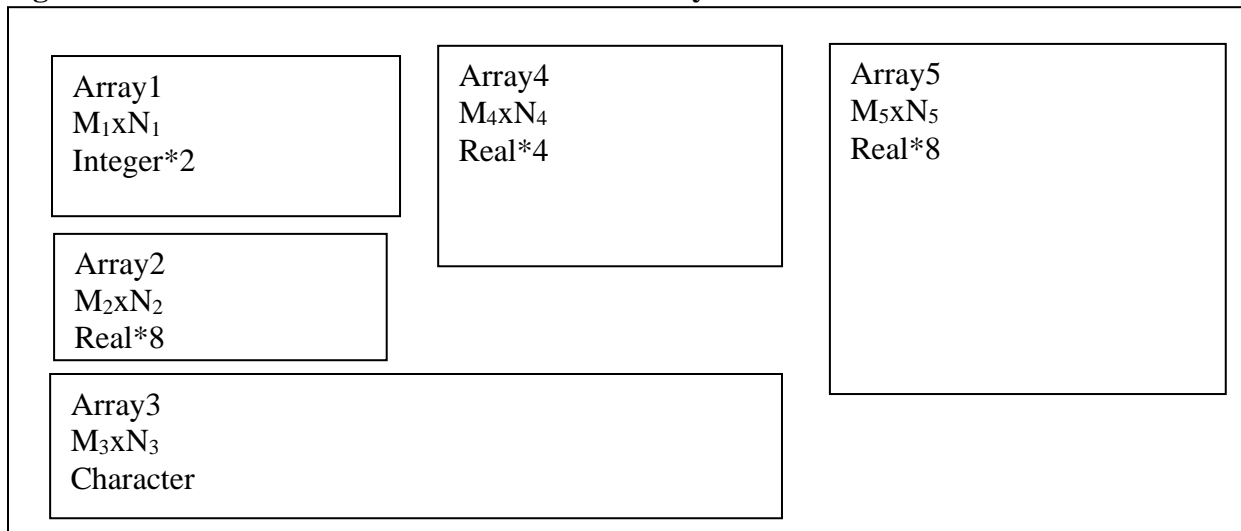 Array1
M₁xN₁
Integer*2
Array2
M₂xN₂
Real*8
Array3
M₃xN₃
Character
Array4
M₄xN₄
Real*4
Array5
M₅xN₅
Real*8